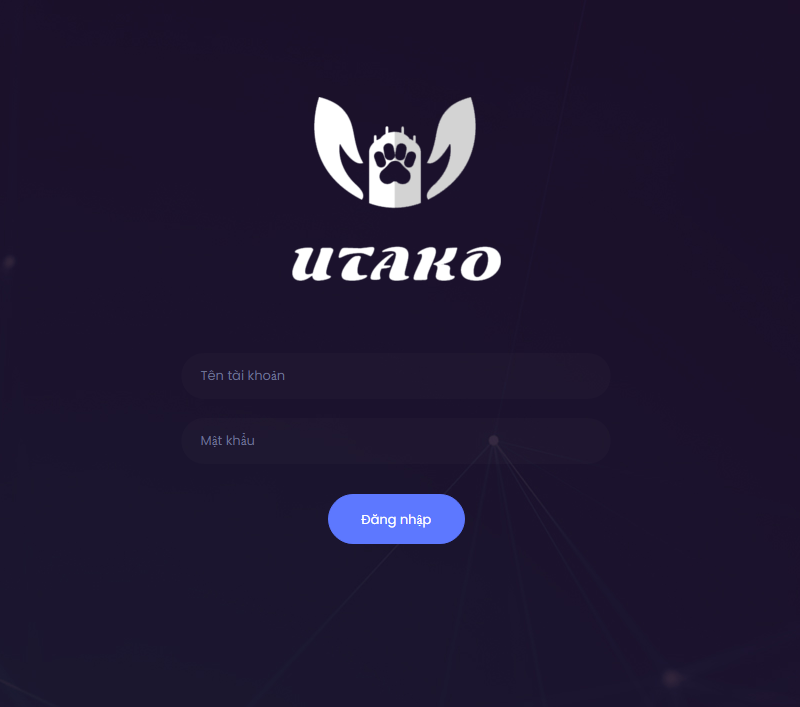 UTAKO
Tên tài khoản
Mật khẩu
Đăng nhập